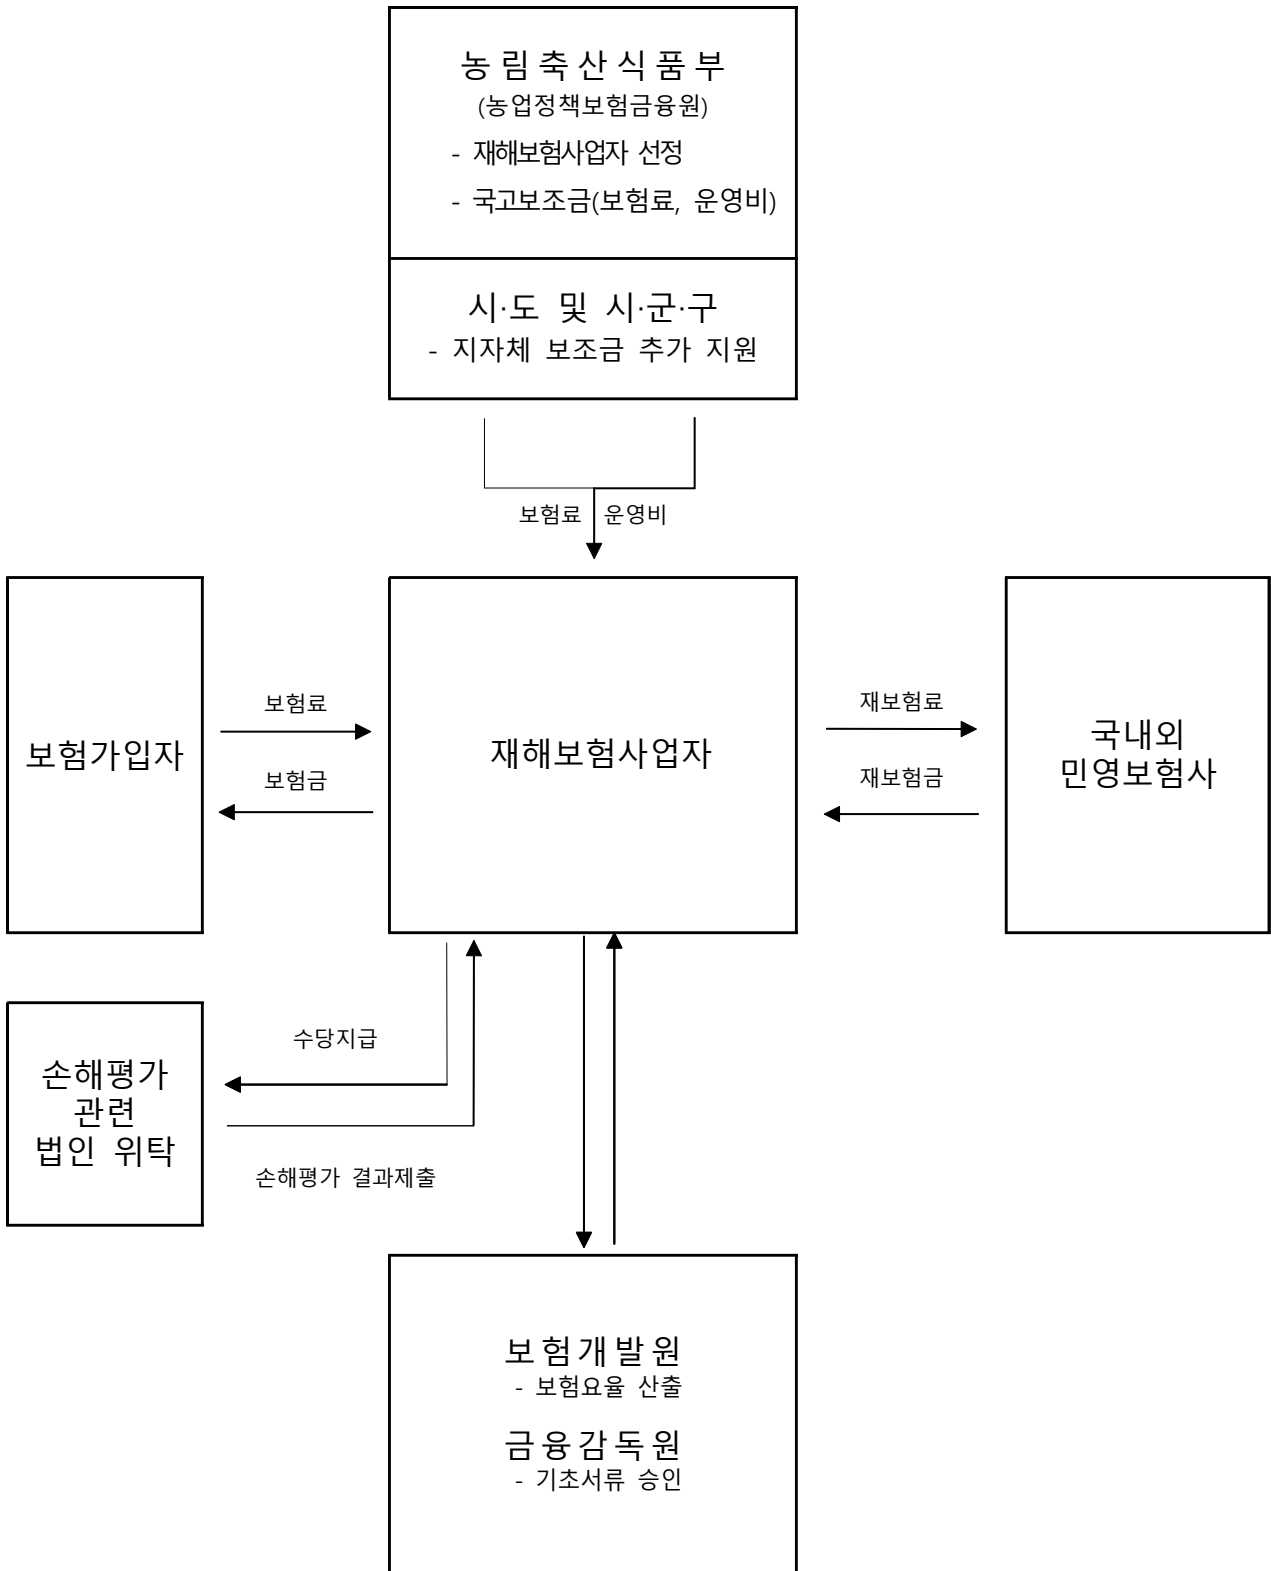 농림축산식품부
(농업정책보험금융원)
- 재해보험사업자 선정
- 국고보조금(보험료, 운영비)
시·도 및 시·군·구
- 지자체 보조금 추가 지원
보험료 운영비
보험가입자
보험료
보험금
재해보험사업자
재보험료
재보험금
국내외
민영보험사
손해평가
관련
법인 위탁
수당지급
손해평가 결과제출
보험개발원
- 보험요율 산출
금융감독원
- 기초서류 승인